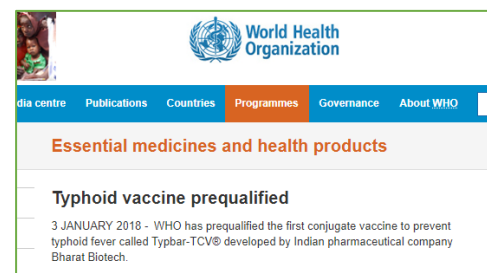 World Health
Organization
dia centre Publications Countries Programmes Governance About WHO
Essential medicines and health products
Typhoid vaccine prequalified
3 JANUARY 2018 - WHO has prequalified the first conjugate vaccine to prevent
typhoid fever called Typbar-TCV® developed by Indian pharmaceutical company
Bharat Biotech.